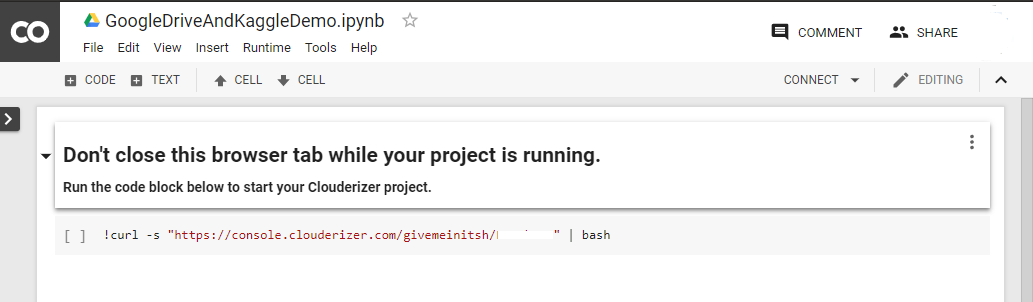 CO GoogleDriveAndKaggleDemo.ipynb
File Edit View Insert Runtime Tools Help
COMMENT SHARE
CODE TEXT CELL CELL CONNECT EDITING
Don't close this browser tab while your project is running.
Run the code block below to start your Clouderizer project.
[ ] !curl -s "https://console.clouderizer.com/givemeinitsh/ " | bash